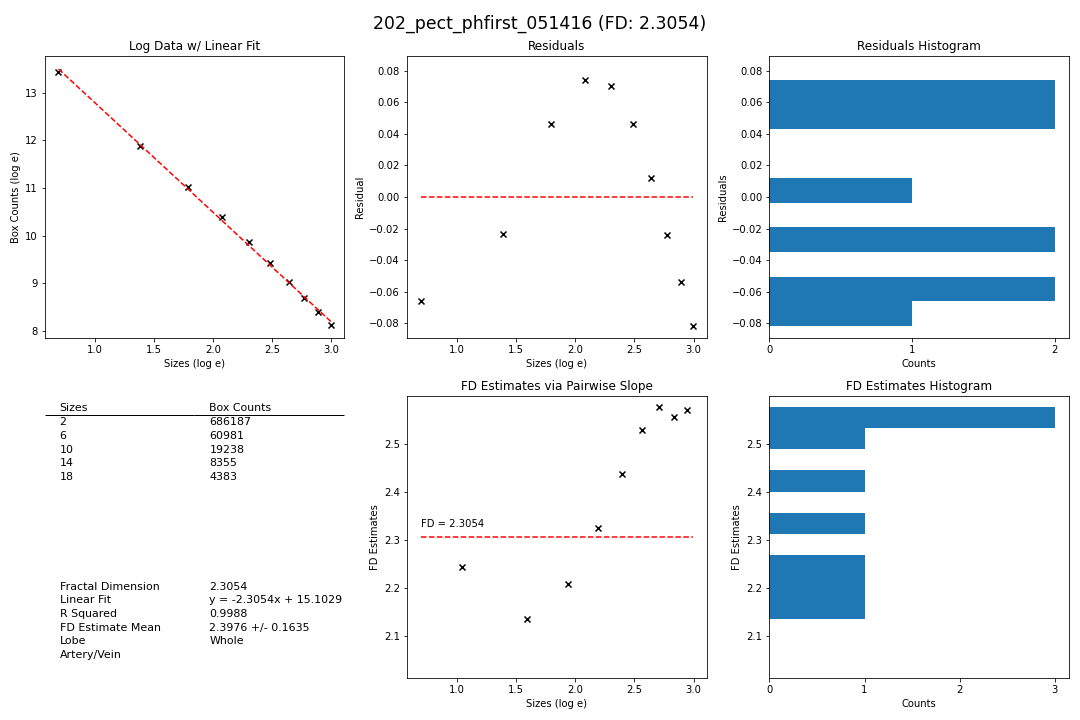 202_pect_phfirst_051416 (FD: 2.3054)
Log Data w/ Linear Fit
13
12
11
10
9
8
Box Counts (log e)
1.0 1.5 2.0 2.5 3.0
Sizes (log e)
Residuals
0.08
0.06
0.04
0.02
0.00
−0.02
−0.04
−0.06
−0.08
Residual
1.0 1.5 2.0 2.5 3.0
Sizes (log e)
Residuals Histogram
0.08
0.06
0.04
0.02
0.00
−0.02
−0.04
−0.06
−0.08
Residuals
0 1 2
Counts
Sizes Box Counts
2 686187
6 60981
10 19238
14 8355
18 4383
Fractal Dimension 2.3054
Linear Fit y = -2.3054x + 15.1029
R Squared 0.9988
FD Estimate Mean 2.3976 +/- 0.1635
Lobe Whole
Artery/Vein
FD Estimates via Pairwise Slope
2.5
2.4
2.3
2.2
2.1
FD Estimates
FD = 2.3054
1.0 1.5 2.0 2.5 3.0
Sizes (log e)
FD Estimates Histogram
2.5
2.4
2.3
2.2
2.1
FD Estimates
0 1 2 3
Counts